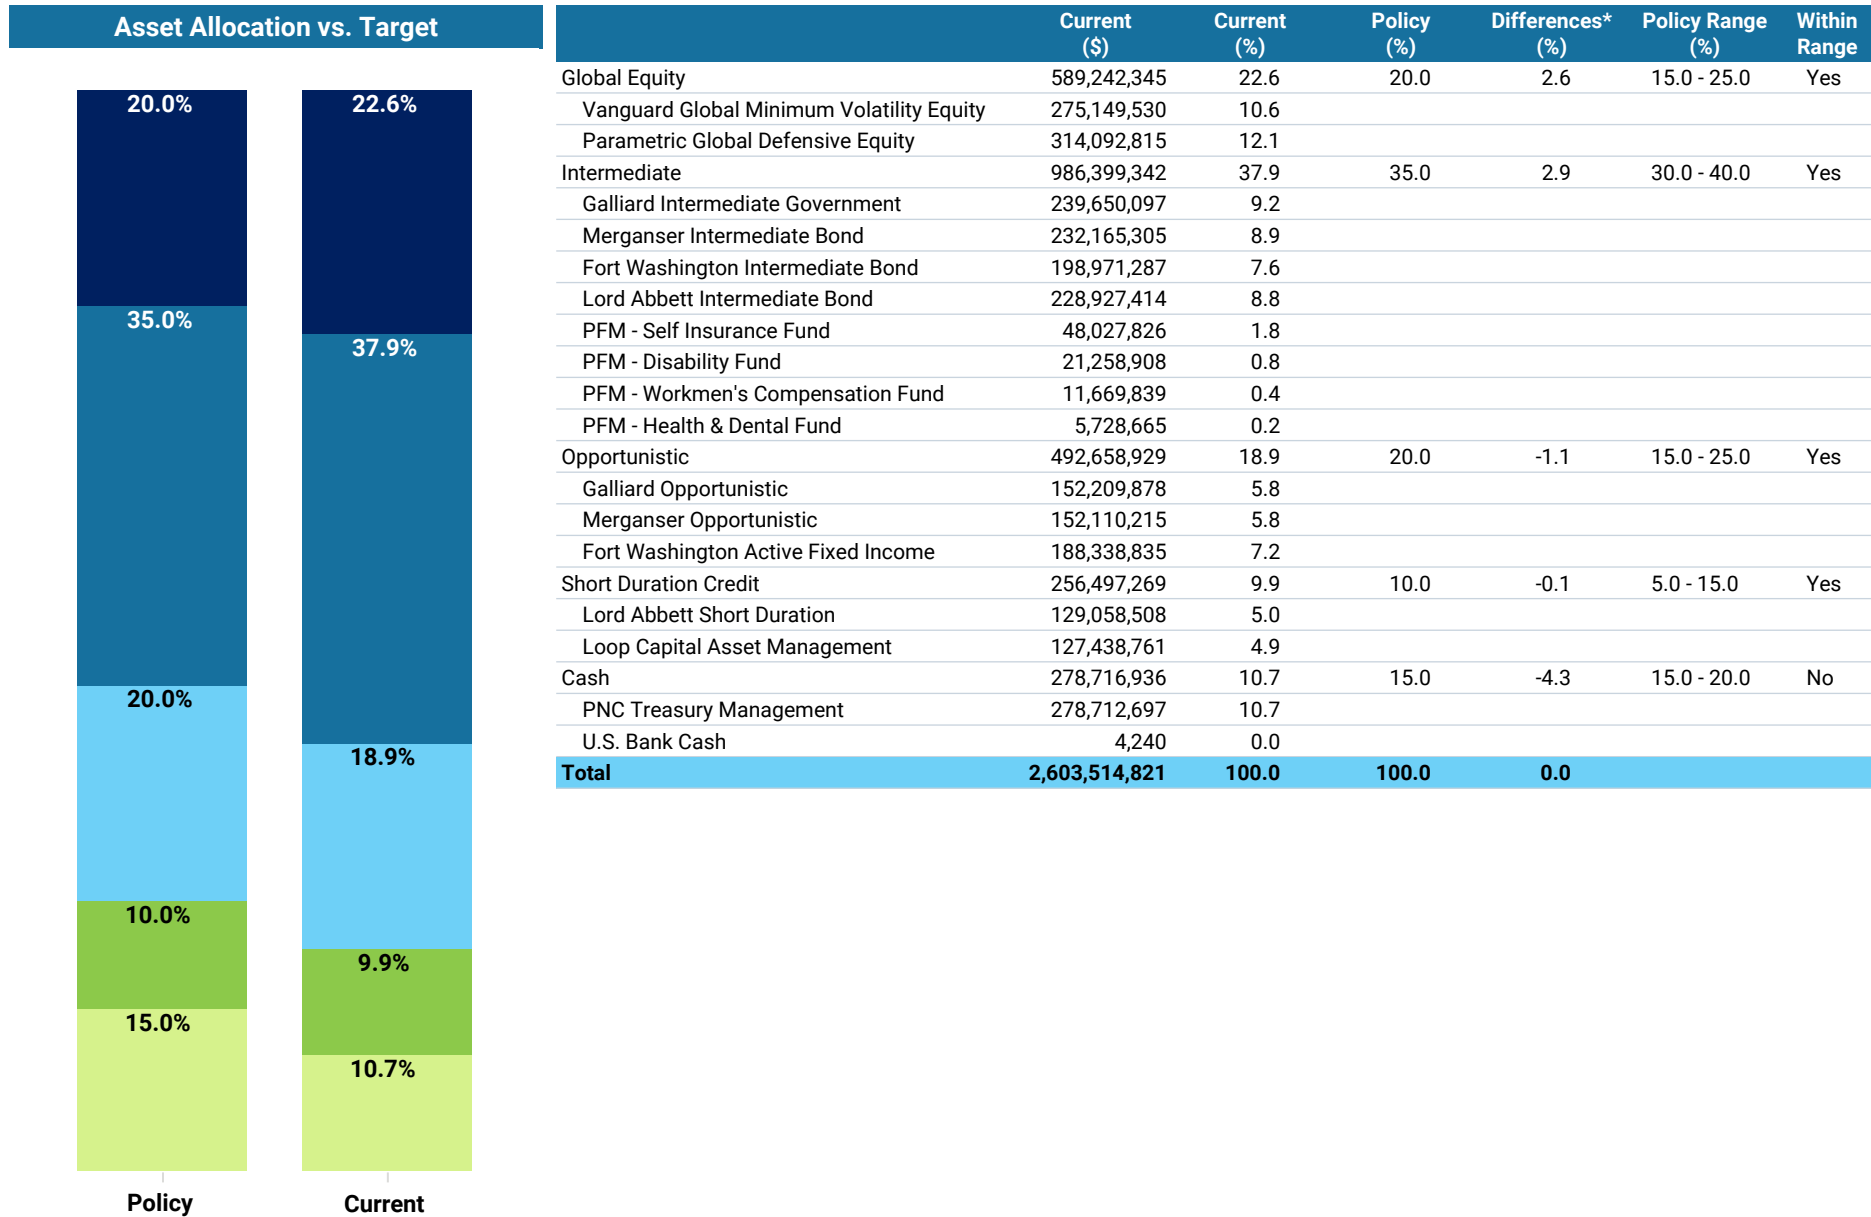 Asset Allocation vs. Target
20.0%
35.0%
20.0%
10.0%
15.0%
Policy
22.6%
37.9%
18.9%
9.9%
10.7%
Current
Current ($) Current (%) Policy (%) Differences* (%) Policy Range (%) Within Range
Global Equity 589,242,345 22.6 20.0 2.6 15.0 - 25.0 Yes
Vanguard Global Minimum Volatility Equity 275,149,530 10.6
Parametric Global Defensive Equity 314,092,815 12.1
Intermediate 986,399,342 37.9 35.0 2.9 30.0 - 40.0 Yes
Galliard Intermediate Government 239,650,097 9.2
Merganser Intermediate Bond 232,165,305 8.9
Fort Washington Intermediate Bond 198,971,287 7.6
Lord Abbett Intermediate Bond 228,927,414 8.8
PFM - Self Insurance Fund 48,027,826 1.8
PFM - Disability Fund 21,258,908 0.8
PFM - Workmen's Compensation Fund 11,669,839 0.4
PFM - Health & Dental Fund 5,728,665 0.2
Opportunistic 492,658,929 18.9 20.0 -1.1 15.0 - 25.0 Yes
Galliard Opportunistic 152,209,878 5.8
Merganser Opportunistic 152,110,215 5.8
Fort Washington Active Fixed Income 188,338,835 7.2
Short Duration Credit 256,497,269 9.9 10.0 -0.1 5.0 - 15.0 Yes
Lord Abbett Short Duration 129,058,508 5.0
Loop Capital Asset Management 127,438,761 4.9
Cash 278,716,936 10.7 15.0 -4.3 15.0 - 20.0 No
PNC Treasury Management 278,712,697 10.7
U.S. Bank Cash 4,240 0.0
Total 2,603,514,821 100.0 100.0 0.0